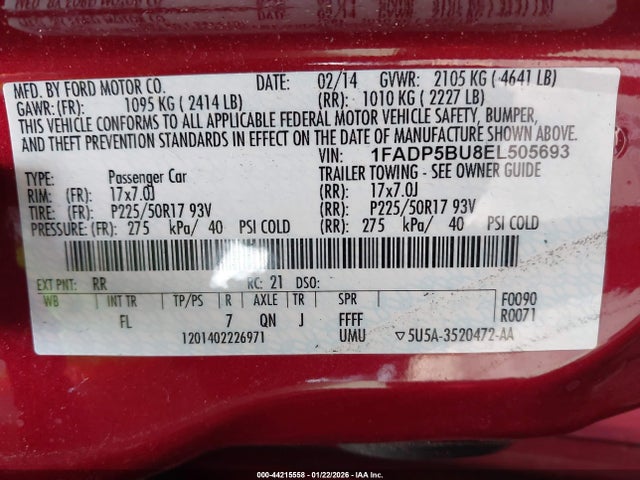 MFD. BY FORD MOTOR CO. DATE: 02/14 GVWR: 2105 KG ( 4641 LB)
GAWR: (FR): 1095 KG ( 2414 LB) (RR): 1010 KG ( 2227 LB)
THIS VEHICLE CONFORMS TO ALL APPLICABLE FEDERAL MOTOR VEHICLE SAFETY, BUMPER,
AND THEFT PREVENTION STANDARDS IN EFFECT ON THE DATE OF MANUFACTURE SHOWN ABOVE.
VIN: 1FADP5BU8EL505693
TYPE: Passenger Car TRAILER TOWING - SEE OWNER GUIDE
RIM: (FR): 17x7.0J (RR): 17x7.0J
TIRE: (FR): P225/50R17 93V (RR): P225/50R17 93V
PRESSURE: (FR): 275 kPa/ 40 PSI COLD (RR): 275 kPa/ 40 PSI COLD
EXT PNT: RR RC: 21 DSO:
WB INT TR TP/PS R AXLE TR SPR F0090
FL 7 QN J FFFF R0071
1201402226971 UMU 5U5A-3520472-AA
000-44215558 - 01/22/2026 - IAA Inc.